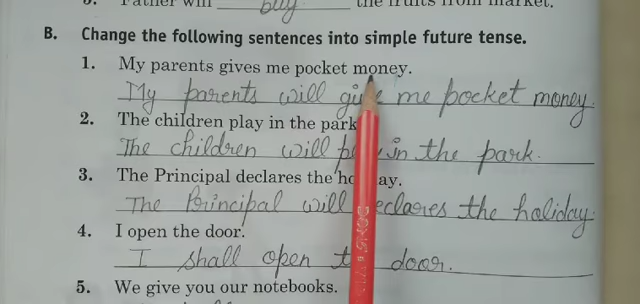 Father will buy the fruits from market.
B. Change the following sentences into simple future tense.
1. My parents gives me pocket money.
My parents will give me pocket money.
2. The children play in the park
The children will in the park.
3. The Principal declares the
The Principal will declares the holiday.
4. I open the door.
I shall open door.
5. We give you our notebooks.